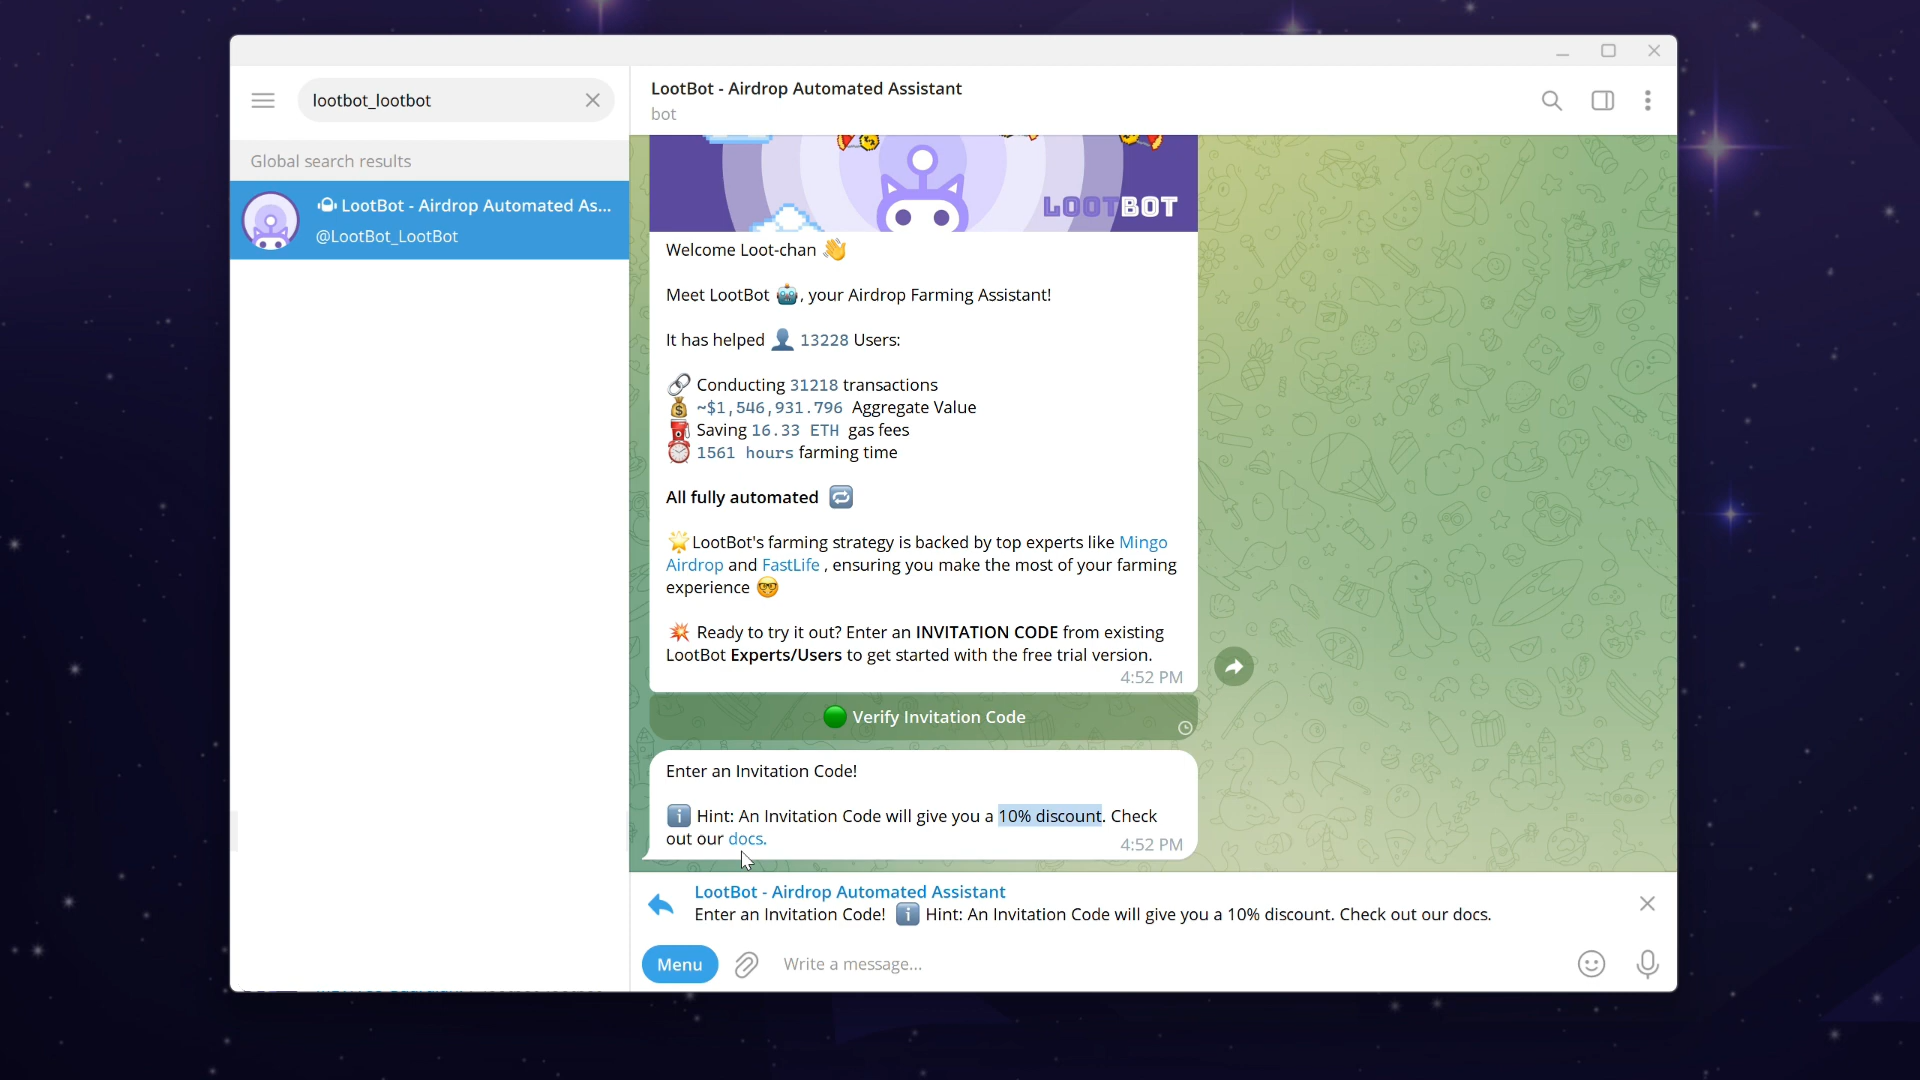 lootbot_lootbot
Global search results
LootBot - Airdrop Automated As...
@LootBot_LootBot
LootBot - Airdrop Automated Assistant
bot
LOOTBOT
Welcome Loot-chan 👋
Meet LootBot 🤖, your Airdrop Farming Assistant!
It has helped 👤 13228 Users:
🔗 Conducting 31218 transactions
💰 ~$1,546,931.796 Aggregate Value
⛽ Saving 16.33 ETH gas fees
⏰ 1561 hours farming time
All fully automated 🔁
🌟LootBot's farming strategy is backed by top experts like Mingo
Airdrop and FastLife , ensuring you make the most of your farming
experience 🤓
💥 Ready to try it out? Enter an INVITATION CODE from existing
LootBot Experts/Users to get started with the free trial version.
4:52 PM
🟢 Verify Invitation Code
Enter an Invitation Code!
ℹ️ Hint: An Invitation Code will give you a 10% discount. Check
out our docs.
4:52 PM
LootBot - Airdrop Automated Assistant
Enter an Invitation Code! ℹ️ Hint: An Invitation Code will give you a 10% discount. Check out our docs.
Menu
Write a message...